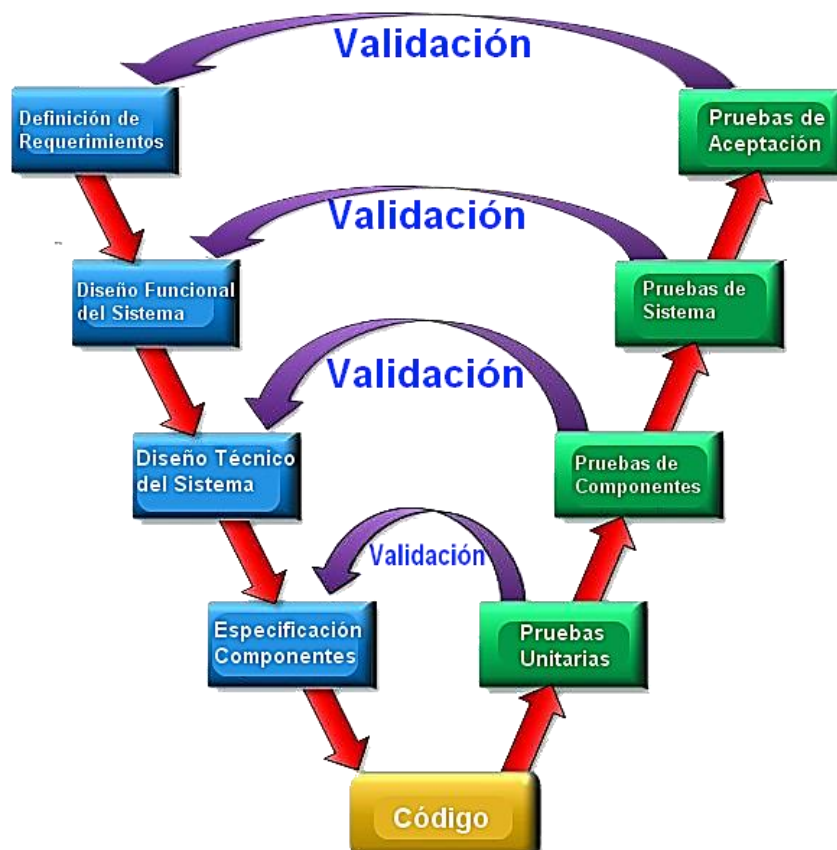 Validación
Definición de
Requerimientos
Pruebas de
Aceptación
Validación
Diseño Funcional
del Sistema
Pruebas de
Sistema
Validación
Diseño Técnico
del Sistema
Pruebas de
Componentes
Validación
Especificación
Componentes
Pruebas
Unitarias
Código